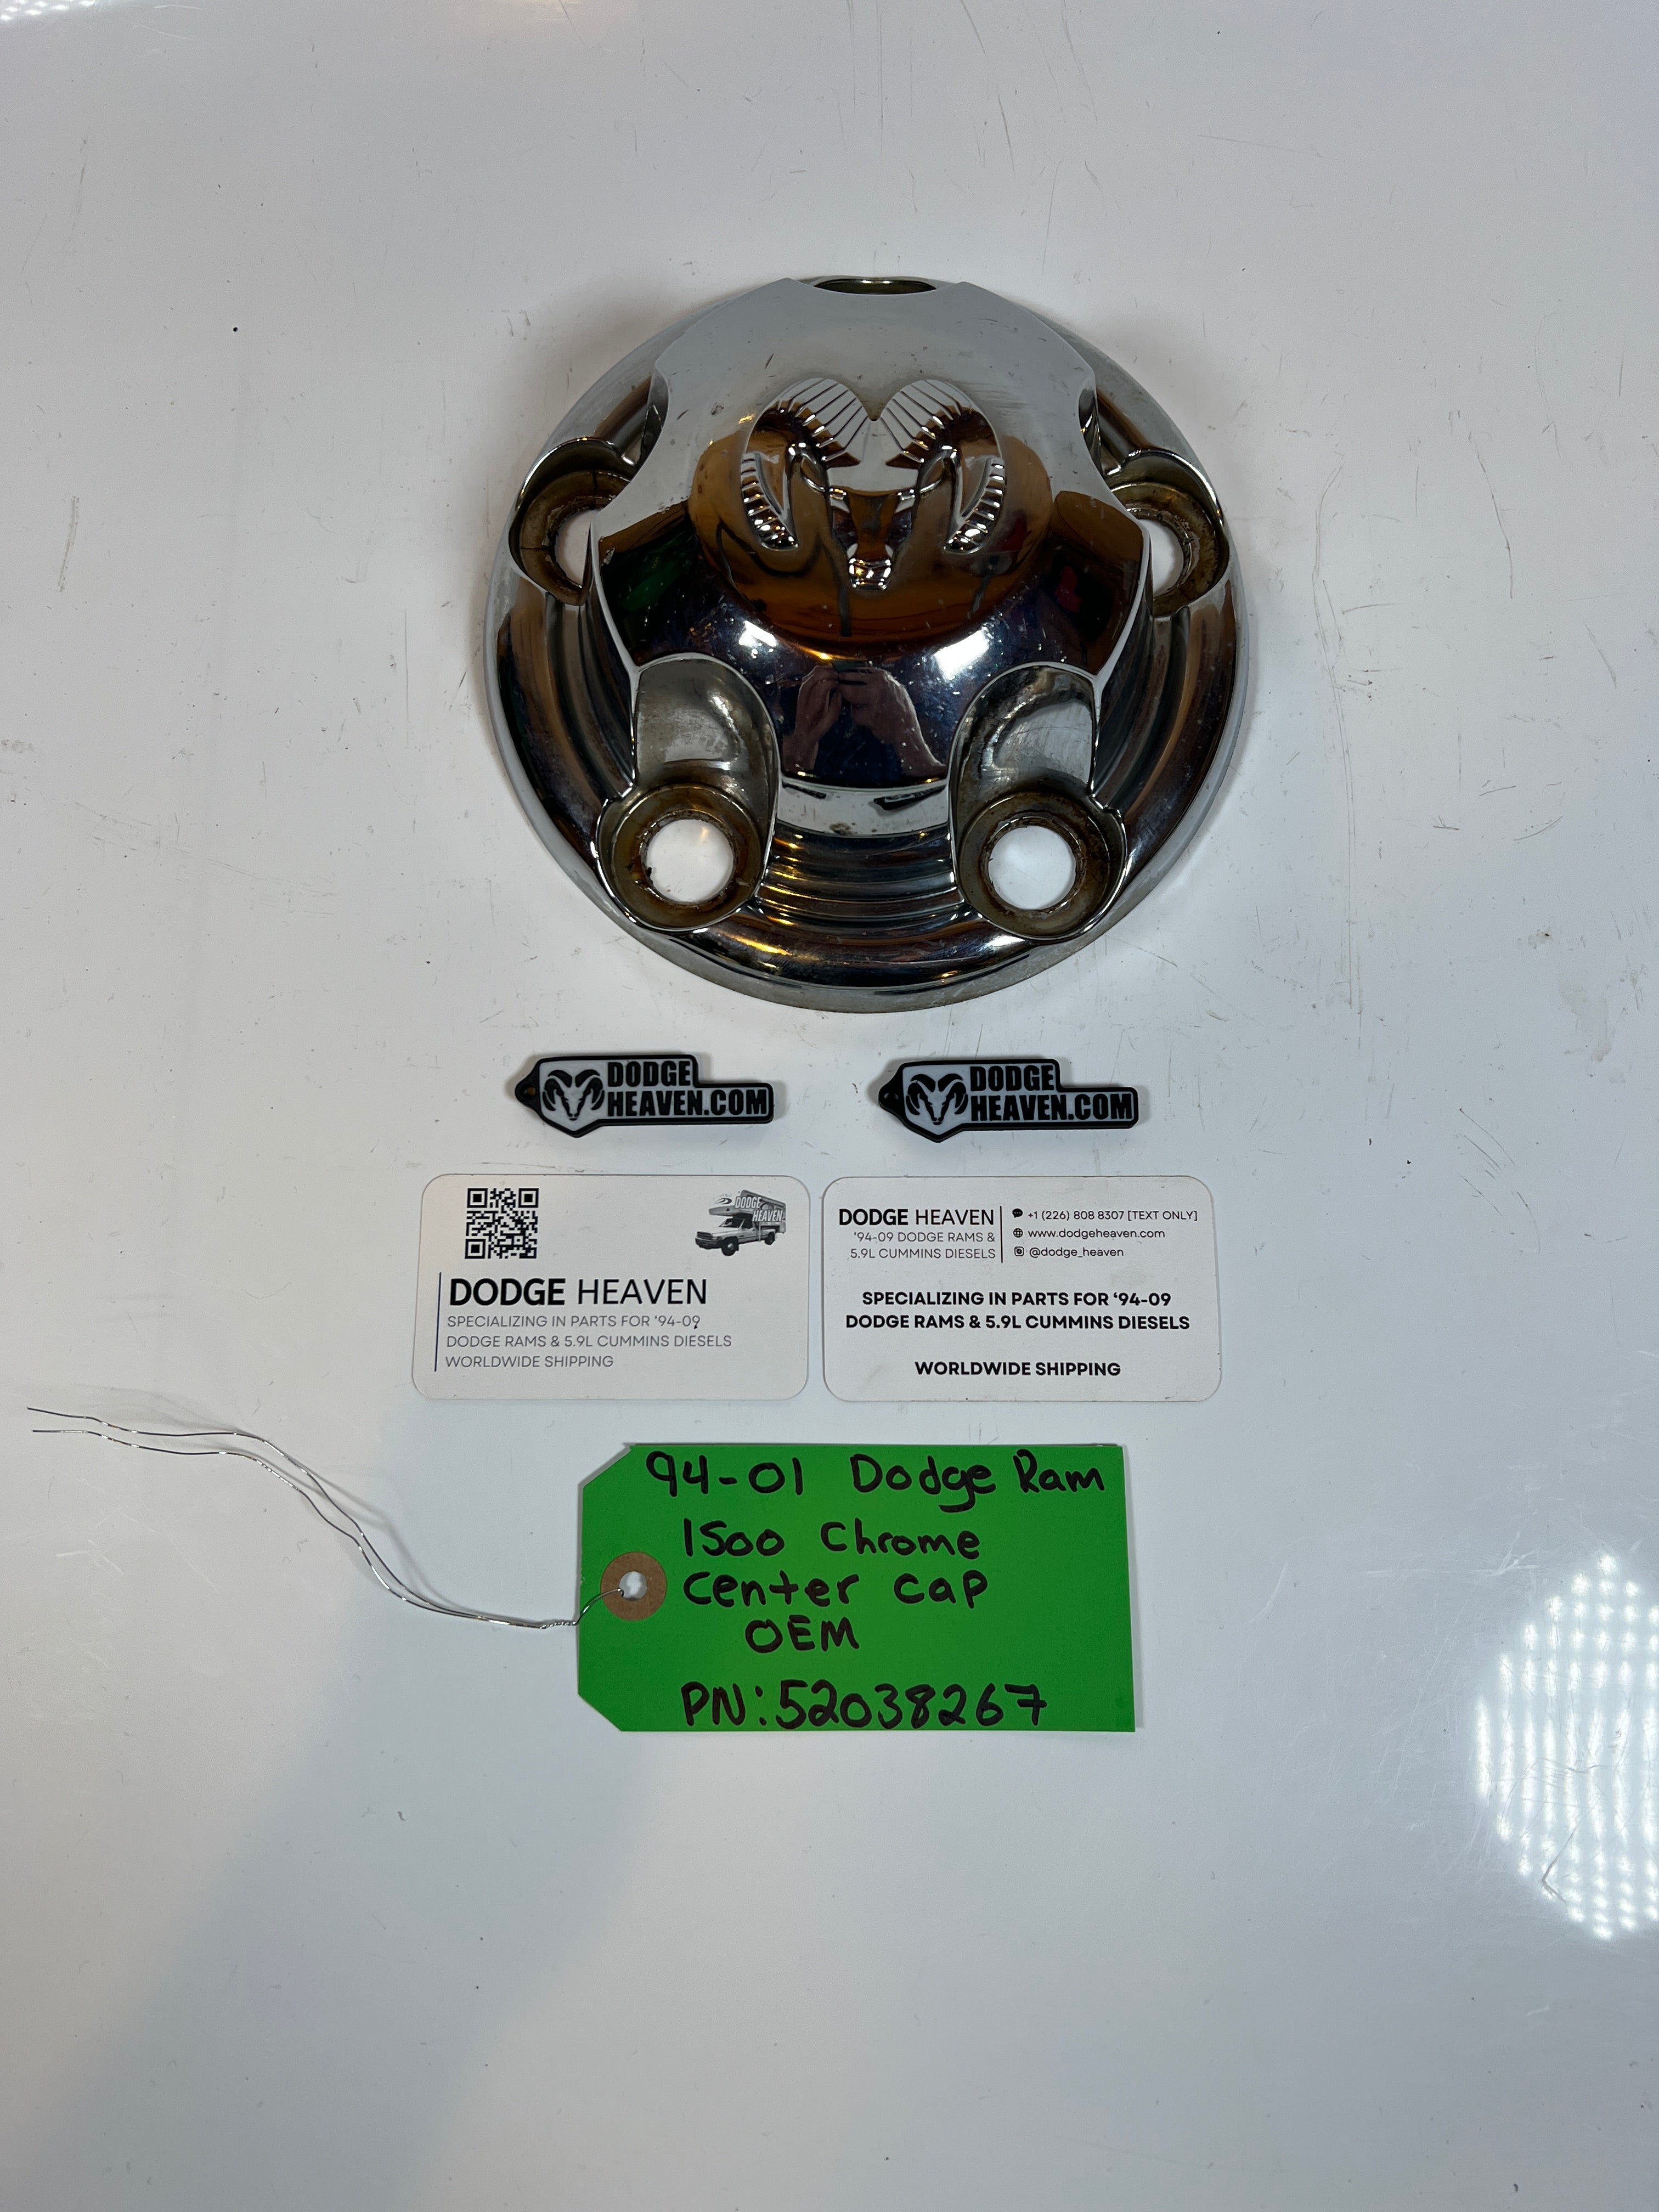 DODGE
HEAVEN.COM
DODGE
HEAVEN.COM
DODGE
HEAVEN
DODGE HEAVEN
SPECIALIZING IN PARTS FOR ‘94-09
DODGE RAMS & 5.9L CUMMINS DIESELS
WORLDWIDE SHIPPING
DODGE HEAVEN
‘94-09 DODGE RAMS &
5.9L CUMMINS DIESELS
+1 (226) 808 8307 [TEXT ONLY]
www.dodgeheaven.com
@dodge_heaven
SPECIALIZING IN PARTS FOR ‘94-09
DODGE RAMS & 5.9L CUMMINS DIESELS
WORLDWIDE SHIPPING
94-01 Dodge Ram
1500 Chrome
Center cap
OEM
PN: 52038267